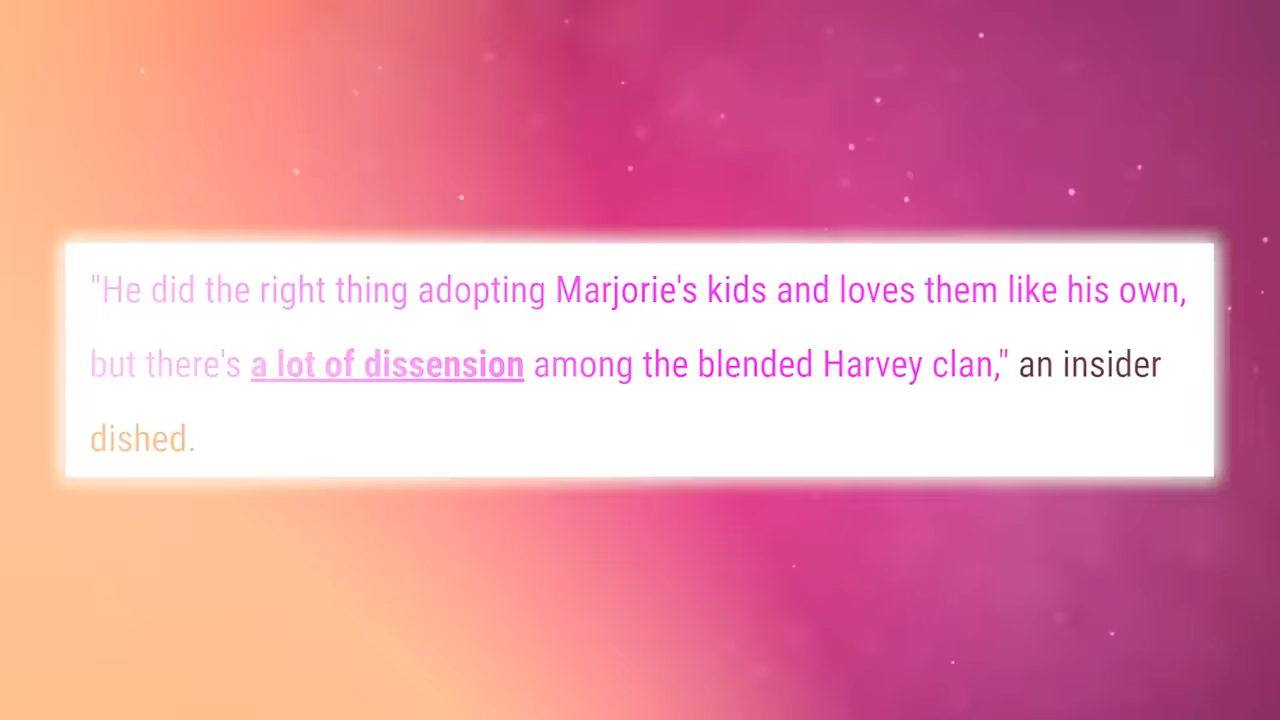 "He did the right thing adopting Marjorie's kids and loves them like his own,
but there's a lot of dissension among the blended Harvey clan," an insider
dished.